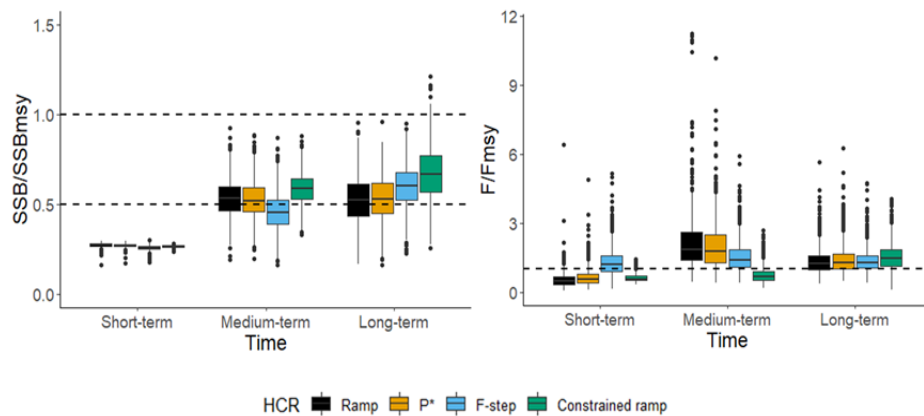 1.5
1.0
0.5
0.0
SSB/SSBmsy
Short-term Medium-term Long-term
Time
12
9
6
3
0
F/Fmsy
Short-term Medium-term Long-term
Time
HCR Ramp P* F-step Constrained ramp